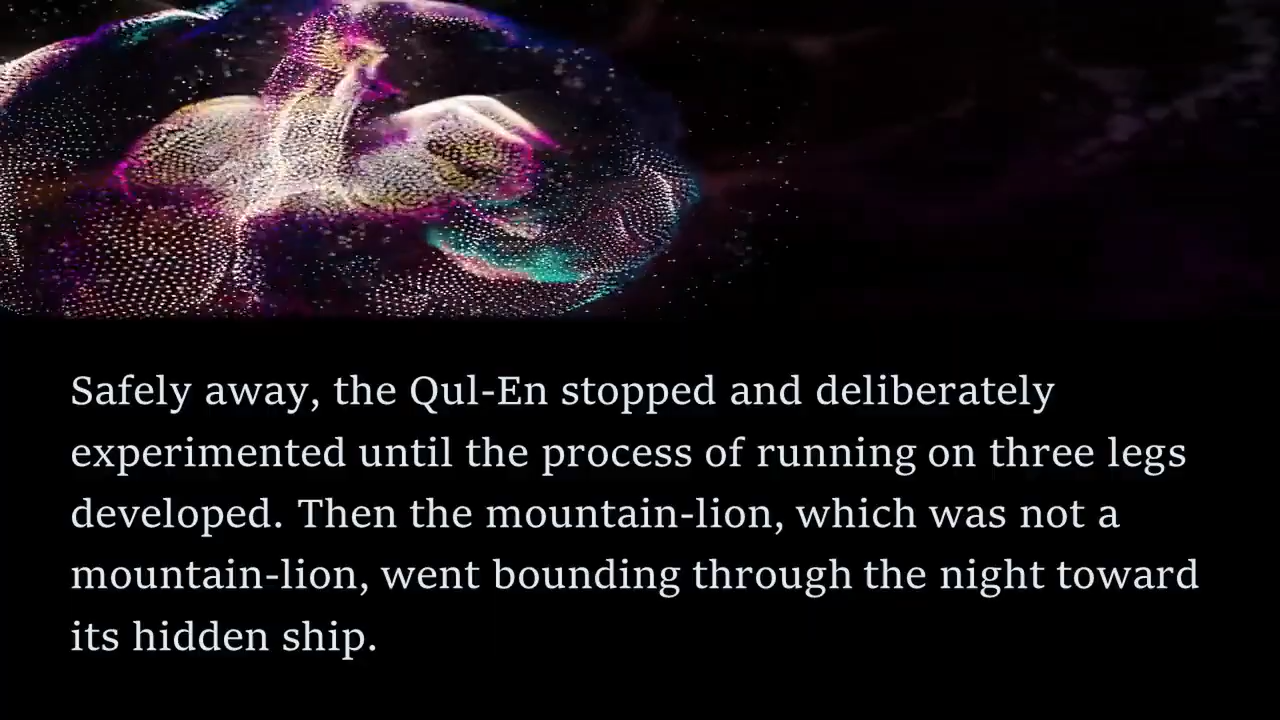 Safely away, the Qul-En stopped and deliberately
experimented until the process of running on three legs
developed. Then the mountain-lion, which was not a
mountain-lion, went bounding through the night toward
its hidden ship.